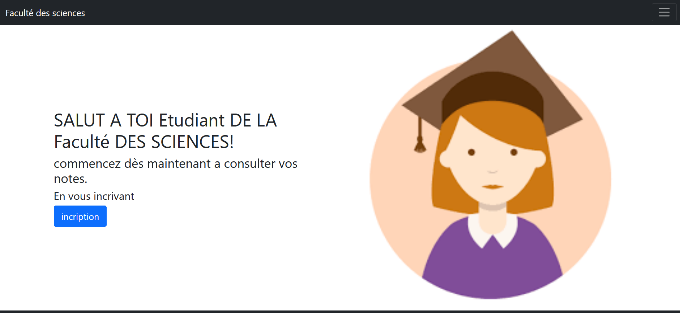 Faculté des sciences
SALUT A TOI Etudiant DE LA
Faculté DES SCIENCES!
commencez dès maintenant a consulter vos
notes.
En vous incrivant
incription